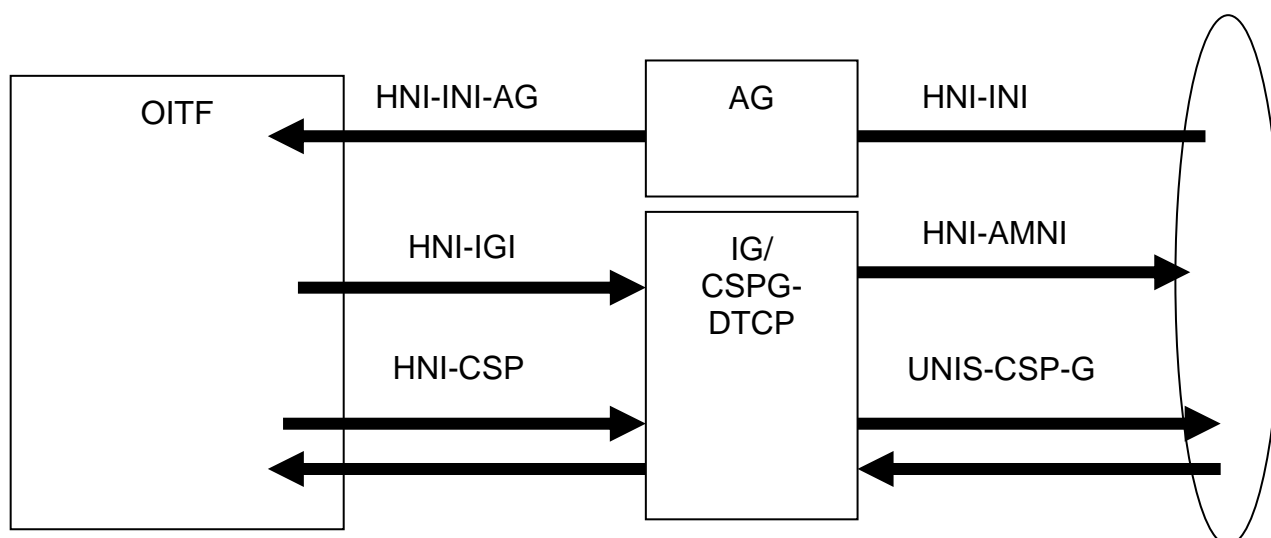 OITF
HNI-INI-AG
AG
HNI-INI
HNI-IGI
IG/
CSPG-
DTCP
HNI-AMNI
HNI-CSP
UNIS-CSP-G